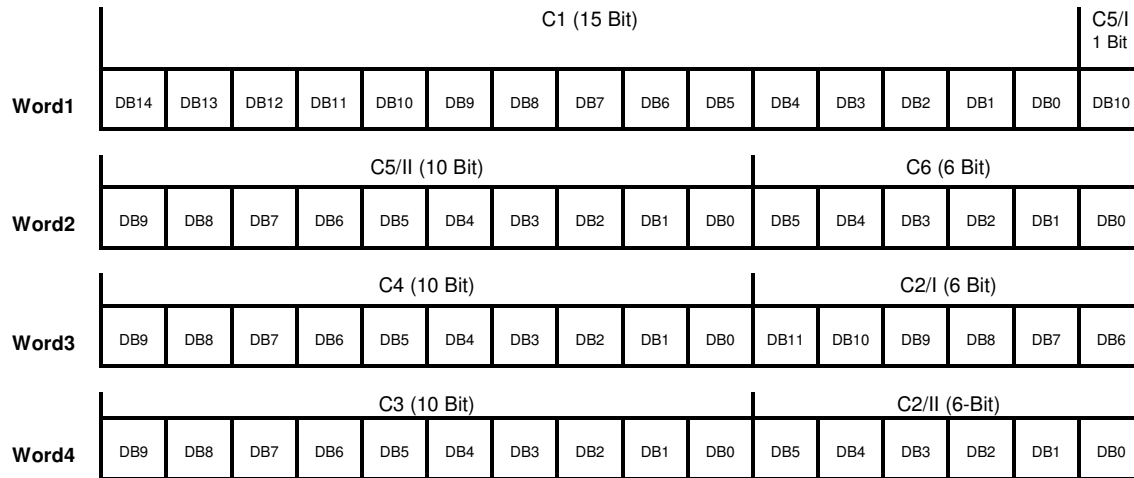 C1 (15 Bit) C5/I
1 Bit
Word1 DB14 DB13 DB12 DB11 DB10 DB9 DB8 DB7 DB6 DB5 DB4 DB3 DB2 DB1 DB0 DB10
C5/II (10 Bit) C6 (6 Bit)
Word2 DB9 DB8 DB7 DB6 DB5 DB4 DB3 DB2 DB1 DB0 DB5 DB4 DB3 DB2 DB1 DB0
C4 (10 Bit) C2/I (6 Bit)
Word3 DB9 DB8 DB7 DB6 DB5 DB4 DB3 DB2 DB1 DB0 DB11 DB10 DB9 DB8 DB7 DB6
C3 (10 Bit) C2/II (6-Bit)
Word4 DB9 DB8 DB7 DB6 DB5 DB4 DB3 DB2 DB1 DB0 DB5 DB4 DB3 DB2 DB1 DB0